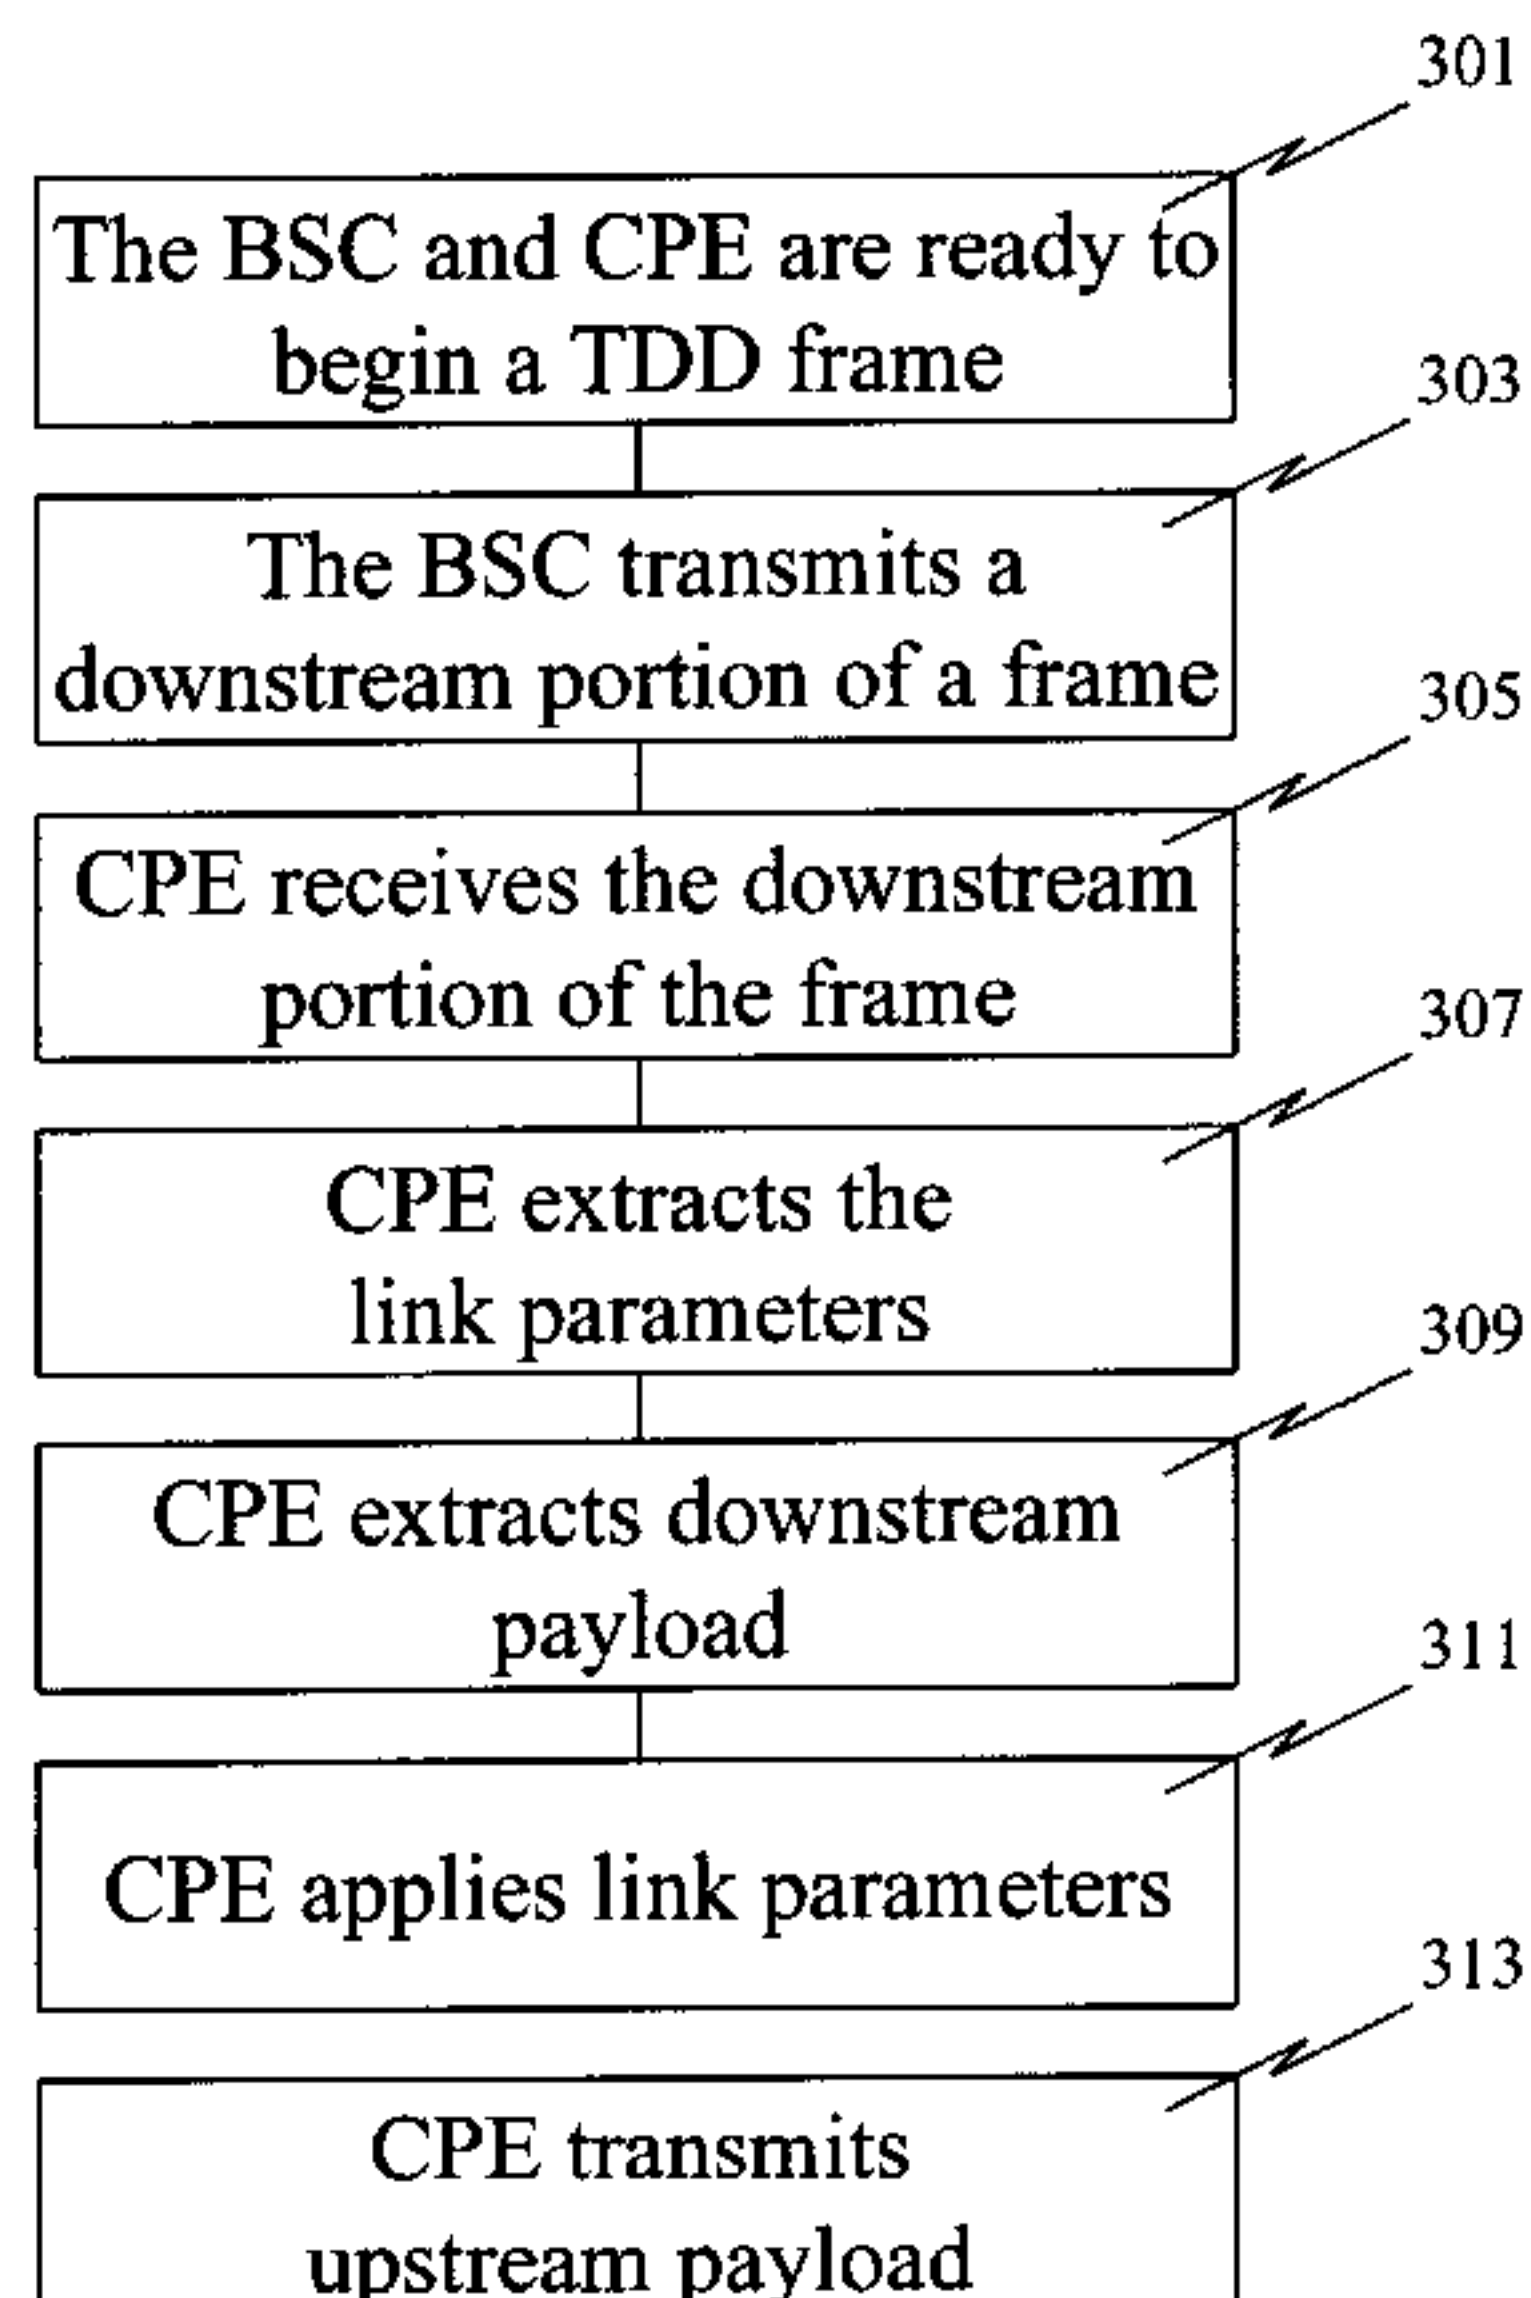 301
The BSC and CPE are ready to
begin a TDD frame
303
The BSC transmits a
downstream portion of a frame
305
CPE receives the downstream
portion of the frame
307
CPE extracts the
link parameters
309
CPE extracts downstream
payload
311
CPE applies link parameters
313
CPE transmits
upstream payload